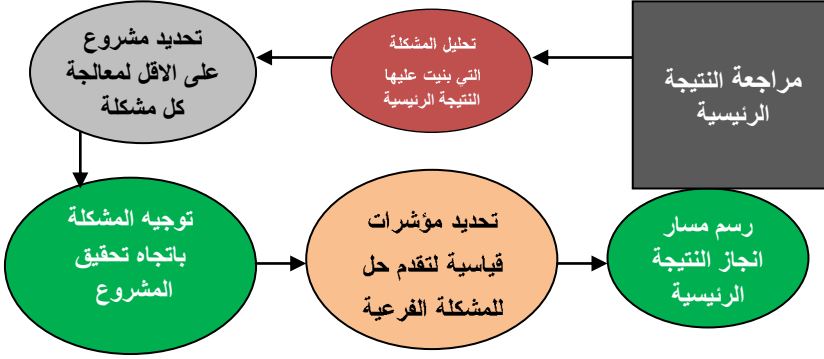 مراجعة النتيجة
الرئيسية
تحليل المشكلة
التي بنيت عليها
النتيجة الرئيسية
تحديد مشروع
على الاقل لمعالجة
كل مشكلة
توجيه المشكلة
باتجاه تحقيق
المشروع
تحديد مؤشرات
قياسية لتقدم حل
للمشكلة الفرعية
رسم مسار
انجاز النتيجة
الرئيسية